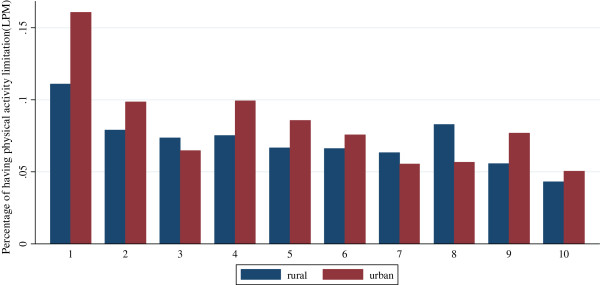 Percentage of having physical activity limitation(LPM)
.15
.1
.05
0
1 2 3 4 5 6 7 8 9 10
rural urban